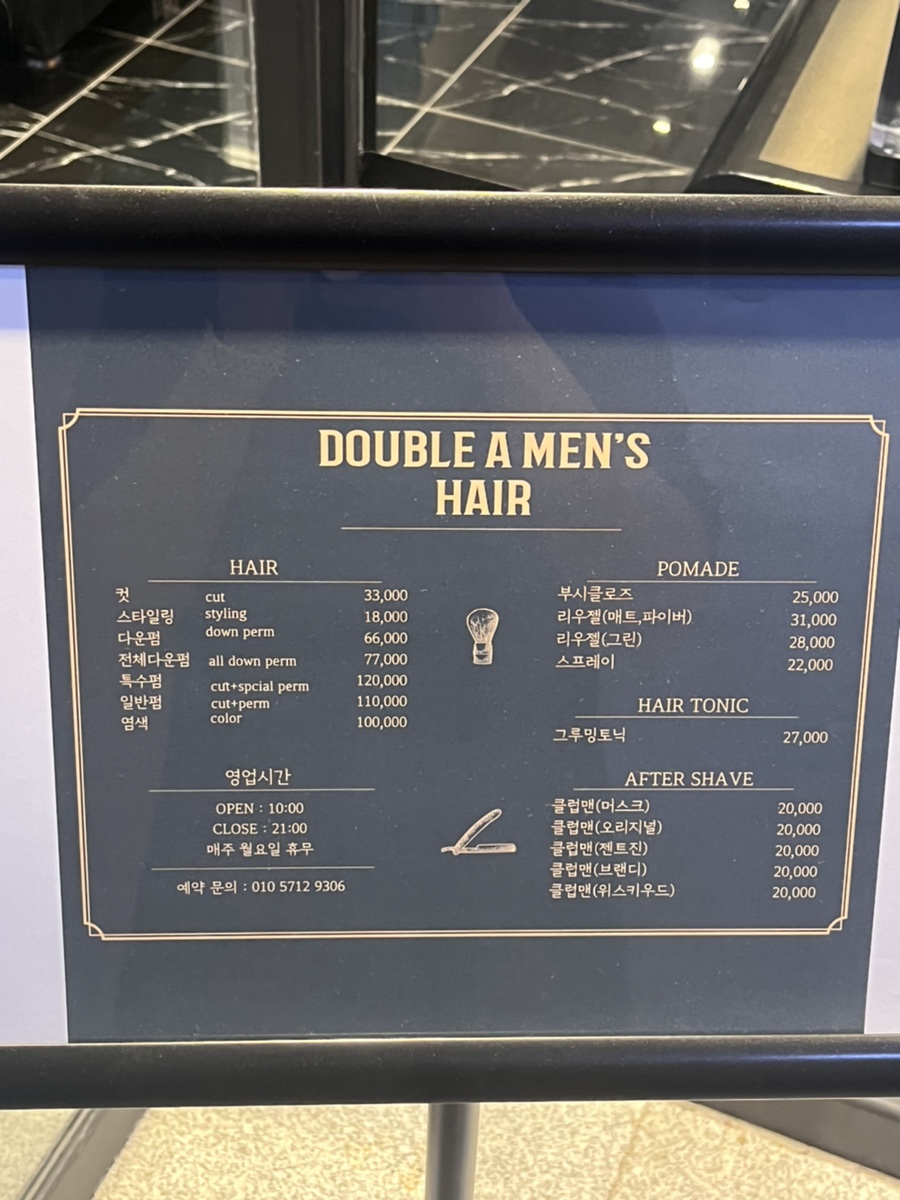 DOUBLE A MEN'S
HAIR
HAIR
컷 cut 33,000
스타일링 styling 18,000
다운펌 down perm 66,000
전체다운펌 all down perm 77,000
특수펌 cut+spcial perm 120,000
일반펌 cut+perm 110,000
염색 color 100,000
영업시간
OPEN : 10:00
CLOSE : 21:00
매주 월요일 휴무
예약 문의 : 010 5712 9306
POMADE
부시클로즈 25,000
리우젤(매트,파이버) 31,000
리우젤(그린) 28,000
스프레이 22,000
HAIR TONIC
그루밍토닉 27,000
AFTER SHAVE
클럽맨(머스크) 20,000
클럽맨(오리지널) 20,000
클럽맨(젠트진) 20,000
클럽맨(브랜디) 20,000
클럽맨(위스키우드) 20,000